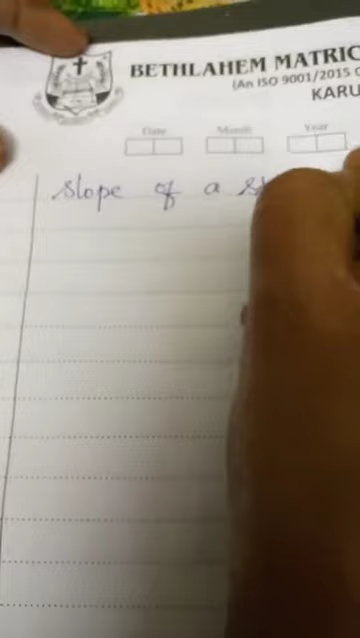 BETHLAHEM MATRIC
(An ISO 9001/2015 C
KARU
Date Month Year
Slope of a